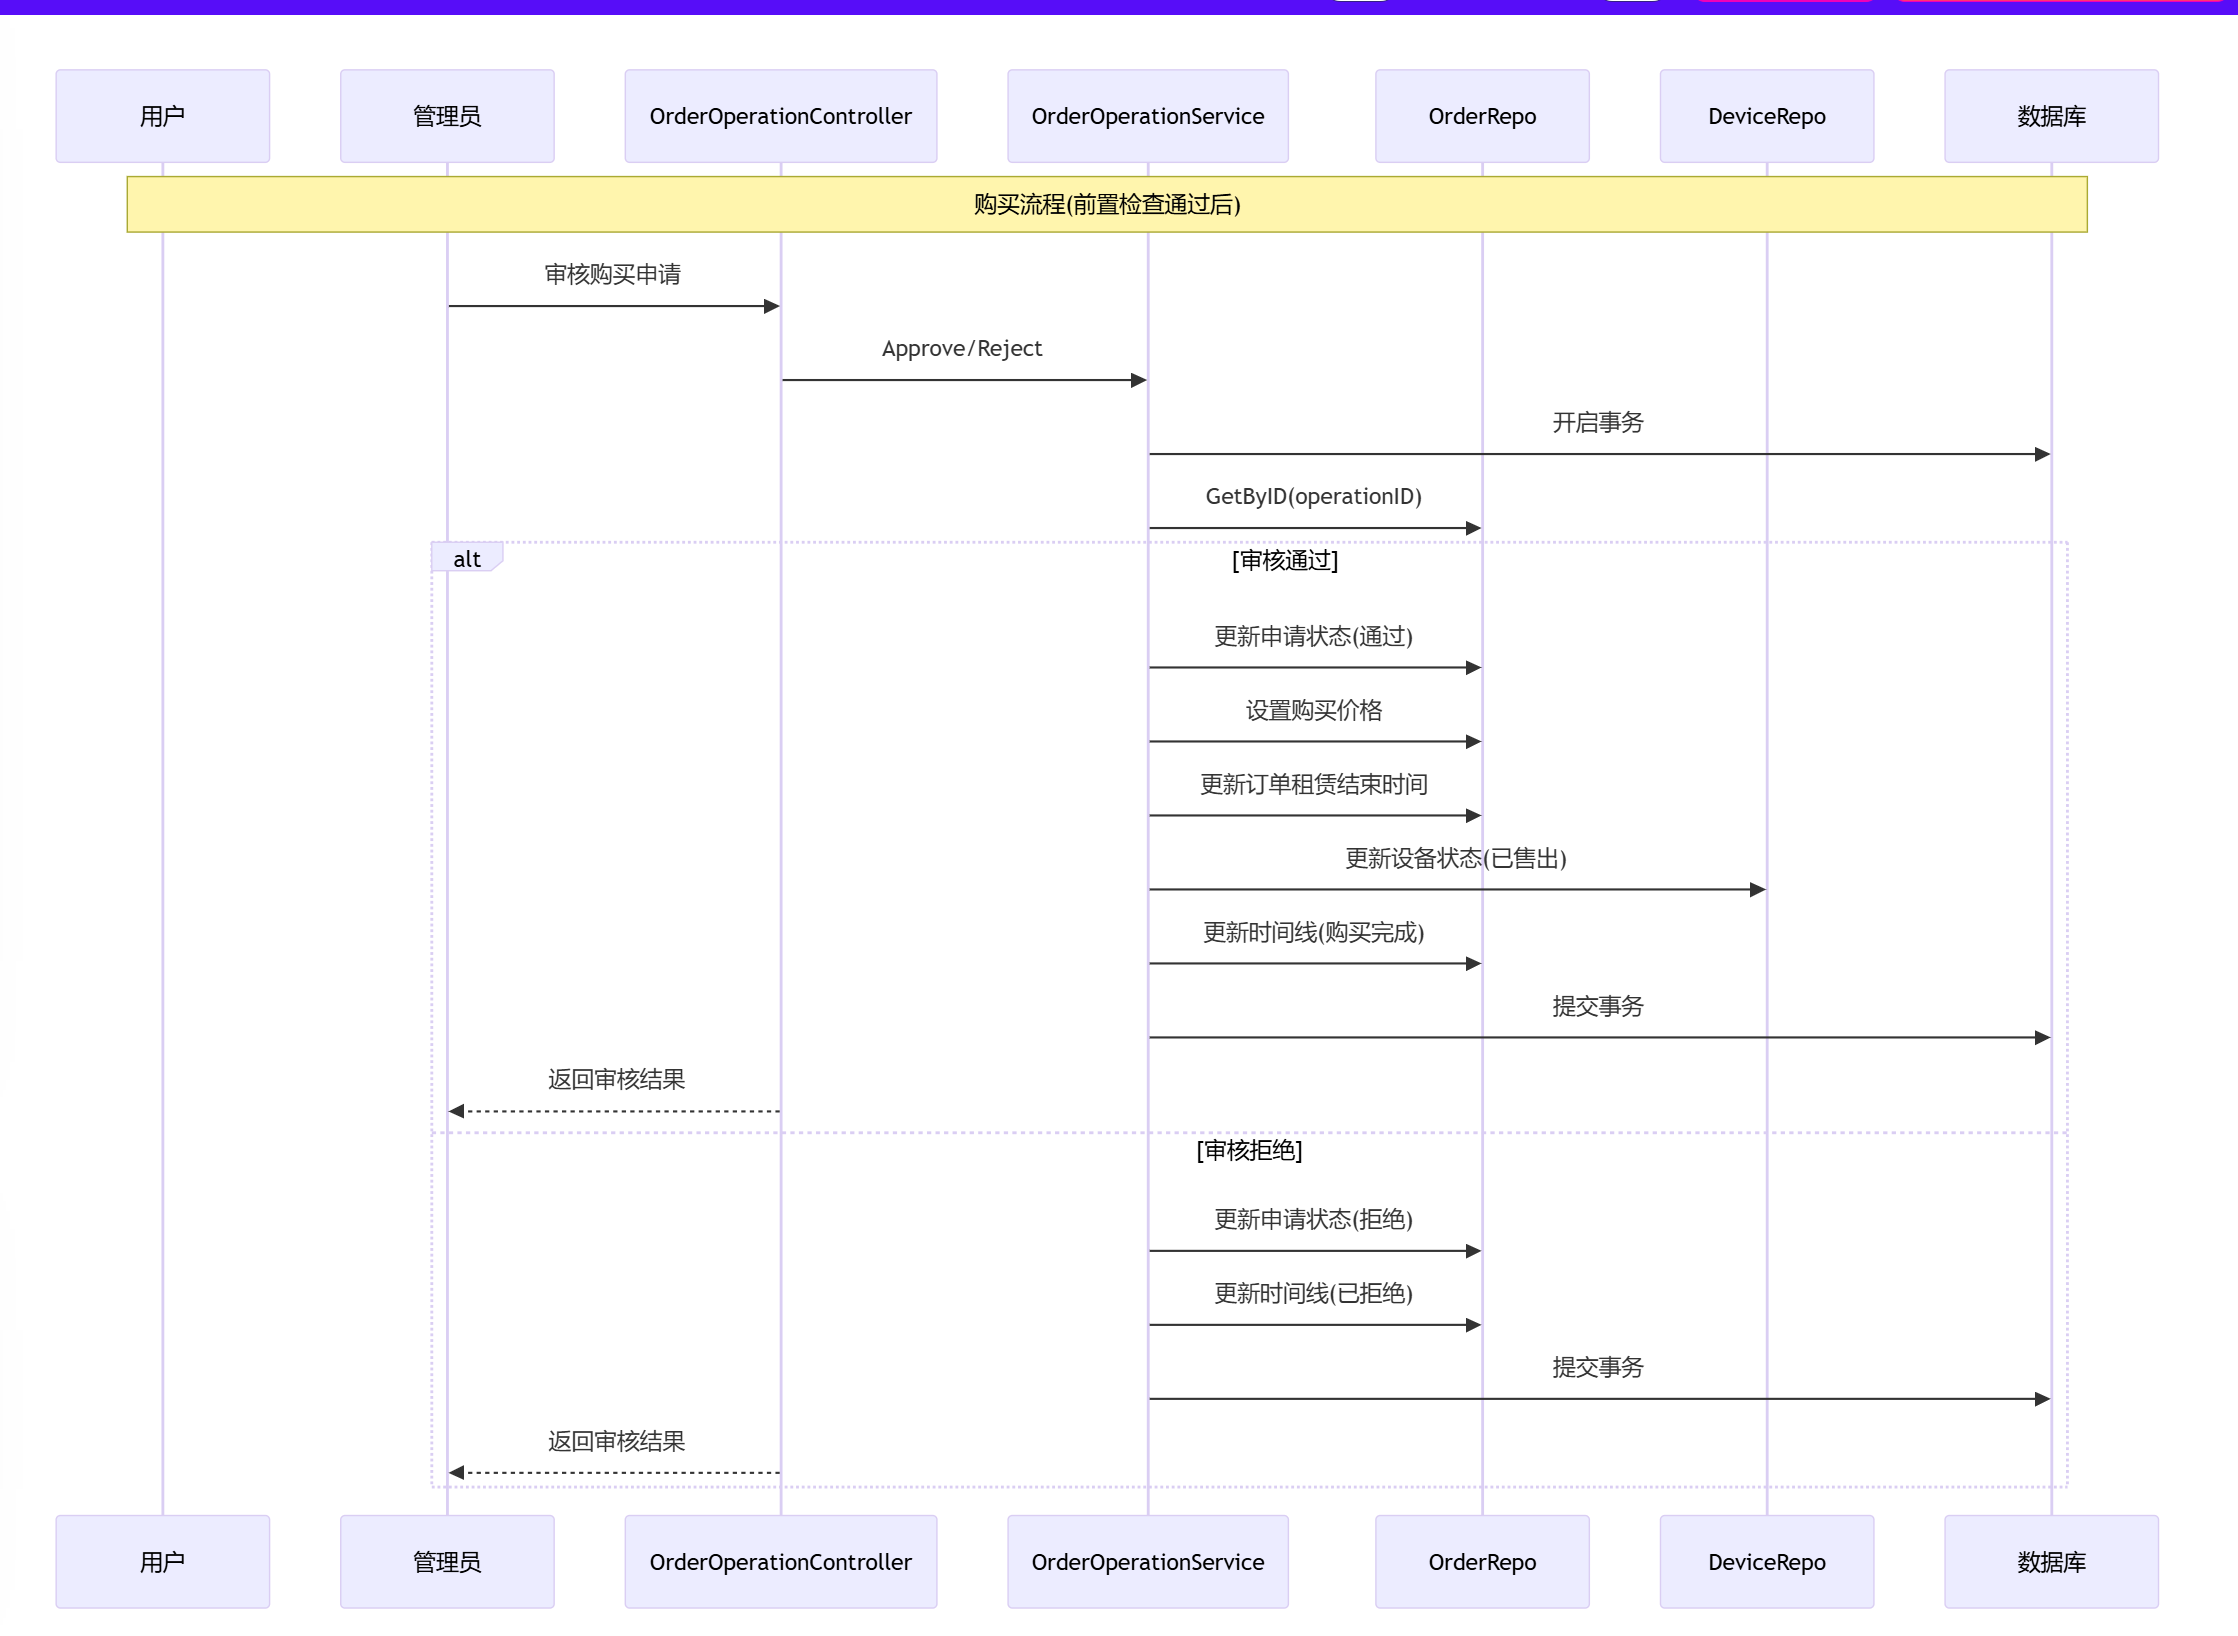 用户
管理员
OrderOperationController
OrderOperationService
OrderRepo
DeviceRepo
数据库
购买流程(前置检查通过后)
审核购买申请
Approve/Reject
开启事务
GetByID(operationID)
alt
[审核通过]
更新申请状态(通过)
设置购买价格
更新订单租赁结束时间
更新设备状态(已售出)
更新时间线(购买完成)
提交事务
返回审核结果
[审核拒绝]
更新申请状态(拒绝)
更新时间线(已拒绝)
提交事务
返回审核结果
用户
管理员
OrderOperationController
OrderOperationService
OrderRepo
DeviceRepo
数据库